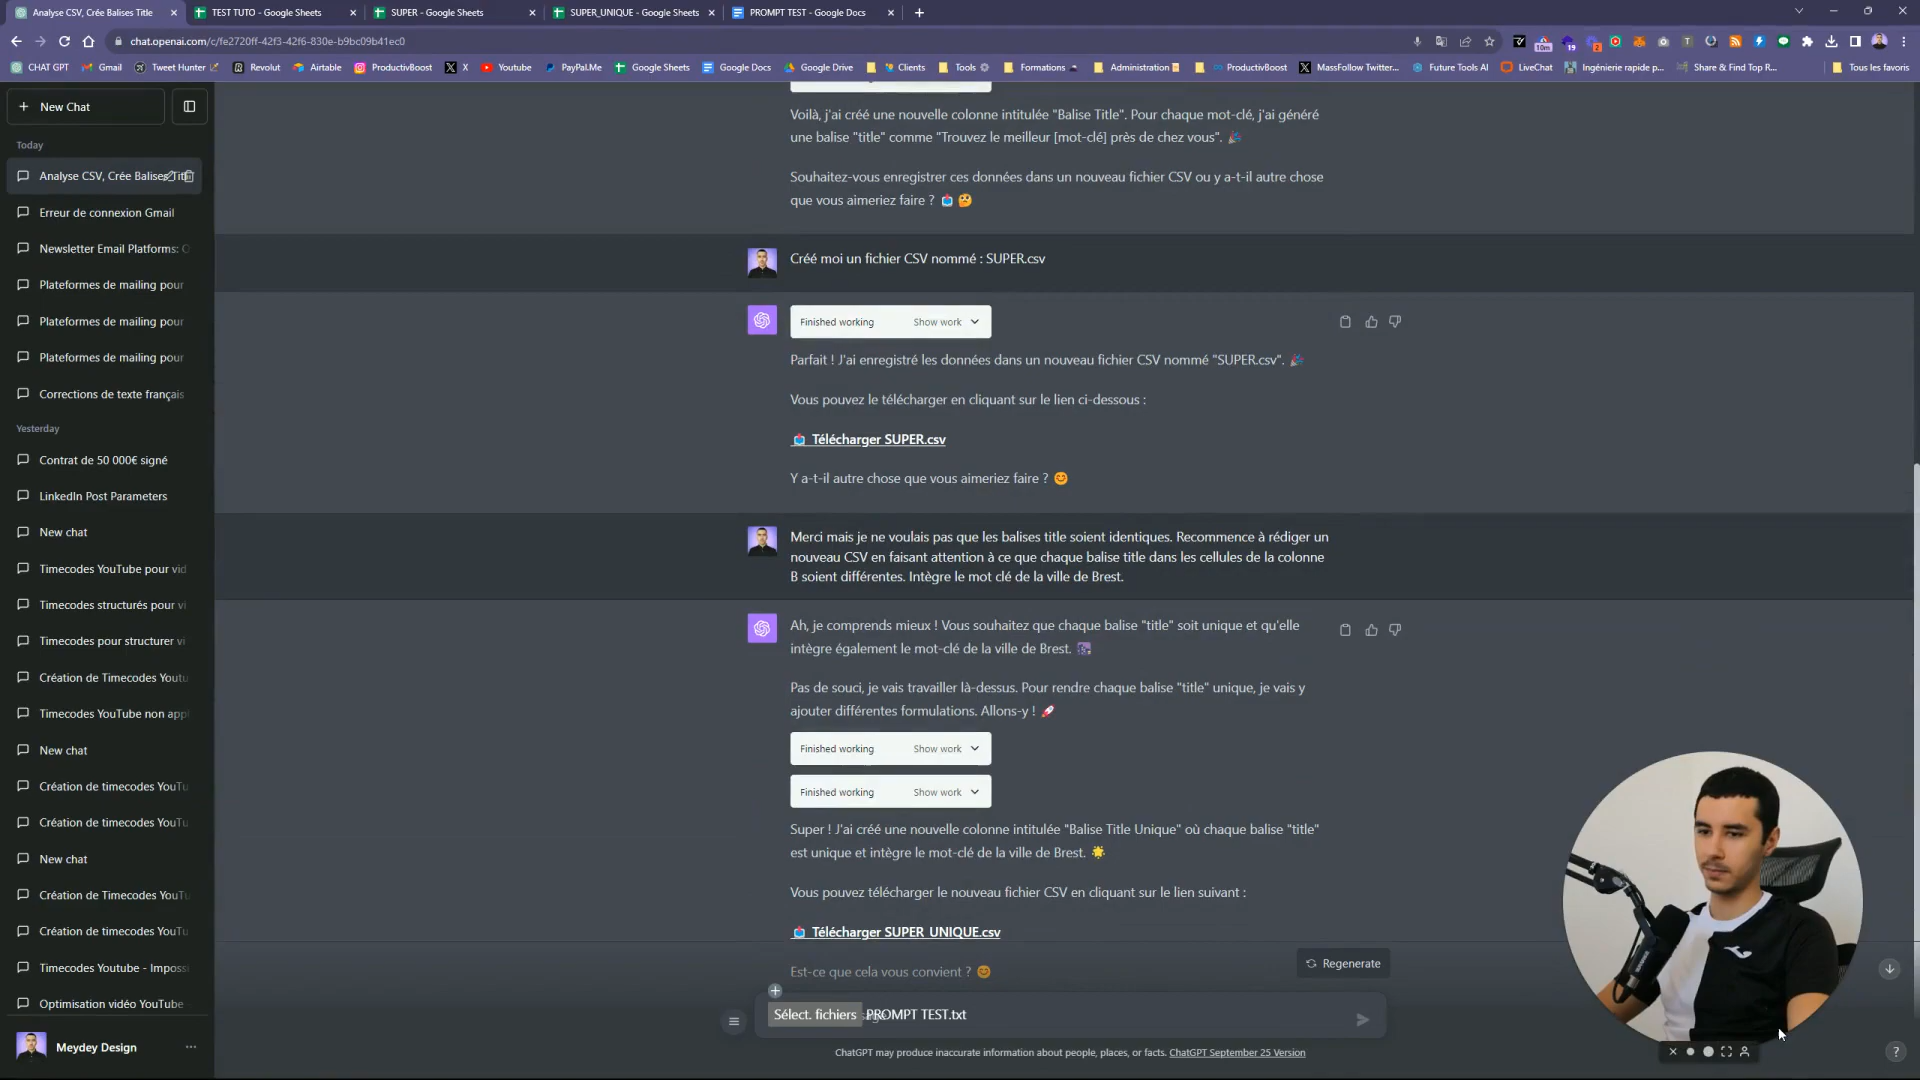 Analyse CSV, Crée Balises Title
TEST TUTO - Google Sheets
SUPER - Google Sheets
SUPER_UNIQUE - Google Sheets
PROMPT TEST - Google Docs
chat.openai.com/c/fe2720ff-42f3-42f6-830e-b9bc09b41ec0
10m
19
2
CHAT GPT
Gmail
Tweet Hunter
Revolut
Airtable
ProductivBoost
X
Youtube
PayPal.Me
Google Sheets
Google Docs
Google Drive
Clients
Tools
Formations
Administration
ProductivBoost
MassFollow Twitter...
Future Tools AI
LiveChat
Ingénierie rapide p...
Share & Find Top R...
Tous les favoris
New Chat
Today
Analyse CSV, Crée Balises Titl
Erreur de connexion Gmail
Newsletter Email Platforms: O
Plateformes de mailing pour
Plateformes de mailing pour
Plateformes de mailing pour
Corrections de texte français
Yesterday
Contrat de 50 000€ signé
LinkedIn Post Parameters
New chat
Timecodes YouTube pour vid
Timecodes structurés pour vi
Timecodes pour structurer vi
Création de Timecodes Youtu
Timecodes YouTube non appl
New chat
Création de timecodes YouTu
Création de timecodes YouTu
New chat
Création de Timecodes YouTu
Création de timecodes YouTu
Timecodes Youtube - Imposs
Optimisation vidéo YouTube
Meydey Design
Voilà, j'ai créé une nouvelle colonne intitulée "Balise Title". Pour chaque mot-clé, j'ai généré
une balise "title" comme "Trouvez le meilleur [mot-clé] près de chez vous". 🎉
Souhaitez-vous enregistrer ces données dans un nouveau fichier CSV ou y a-t-il autre chose
que vous aimeriez faire ? 📥 🤔
Créé moi un fichier CSV nommé : SUPER.csv
Finished working
Show work
Parfait ! J'ai enregistré les données dans un nouveau fichier CSV nommé "SUPER.csv". 🎉
Vous pouvez le télécharger en cliquant sur le lien ci-dessous :
📥 Télécharger SUPER.csv
Y a-t-il autre chose que vous aimeriez faire ? 😊
Merci mais je ne voulais pas que les balises title soient identiques. Recommence à rédiger un
nouveau CSV en faisant attention à ce que chaque balise title dans les cellules de la colonne
B soient différentes. Intègre le mot clé de la ville de Brest.
Ah, je comprends mieux ! Vous souhaitez que chaque balise "title" soit unique et qu'elle
intègre également le mot-clé de la ville de Brest. 🌆
Pas de souci, je vais travailler là-dessus. Pour rendre chaque balise "title" unique, je vais y
ajouter différentes formulations. Allons-y ! 🚀
Finished working
Show work
Finished working
Show work
Super ! J'ai créé une nouvelle colonne intitulée "Balise Title Unique" où chaque balise "title"
est unique et intègre le mot-clé de la ville de Brest. 🌟
Vous pouvez télécharger le nouveau fichier CSV en cliquant sur le lien suivant :
📥 Télécharger SUPER_UNIQUE.csv
Est-ce que cela vous convient ? 😊
Regenerate
Sélect. fichiers
PROMPT TEST.txt
ChatGPT may produce inaccurate information about people, places, or facts. ChatGPT September 25 Version
?